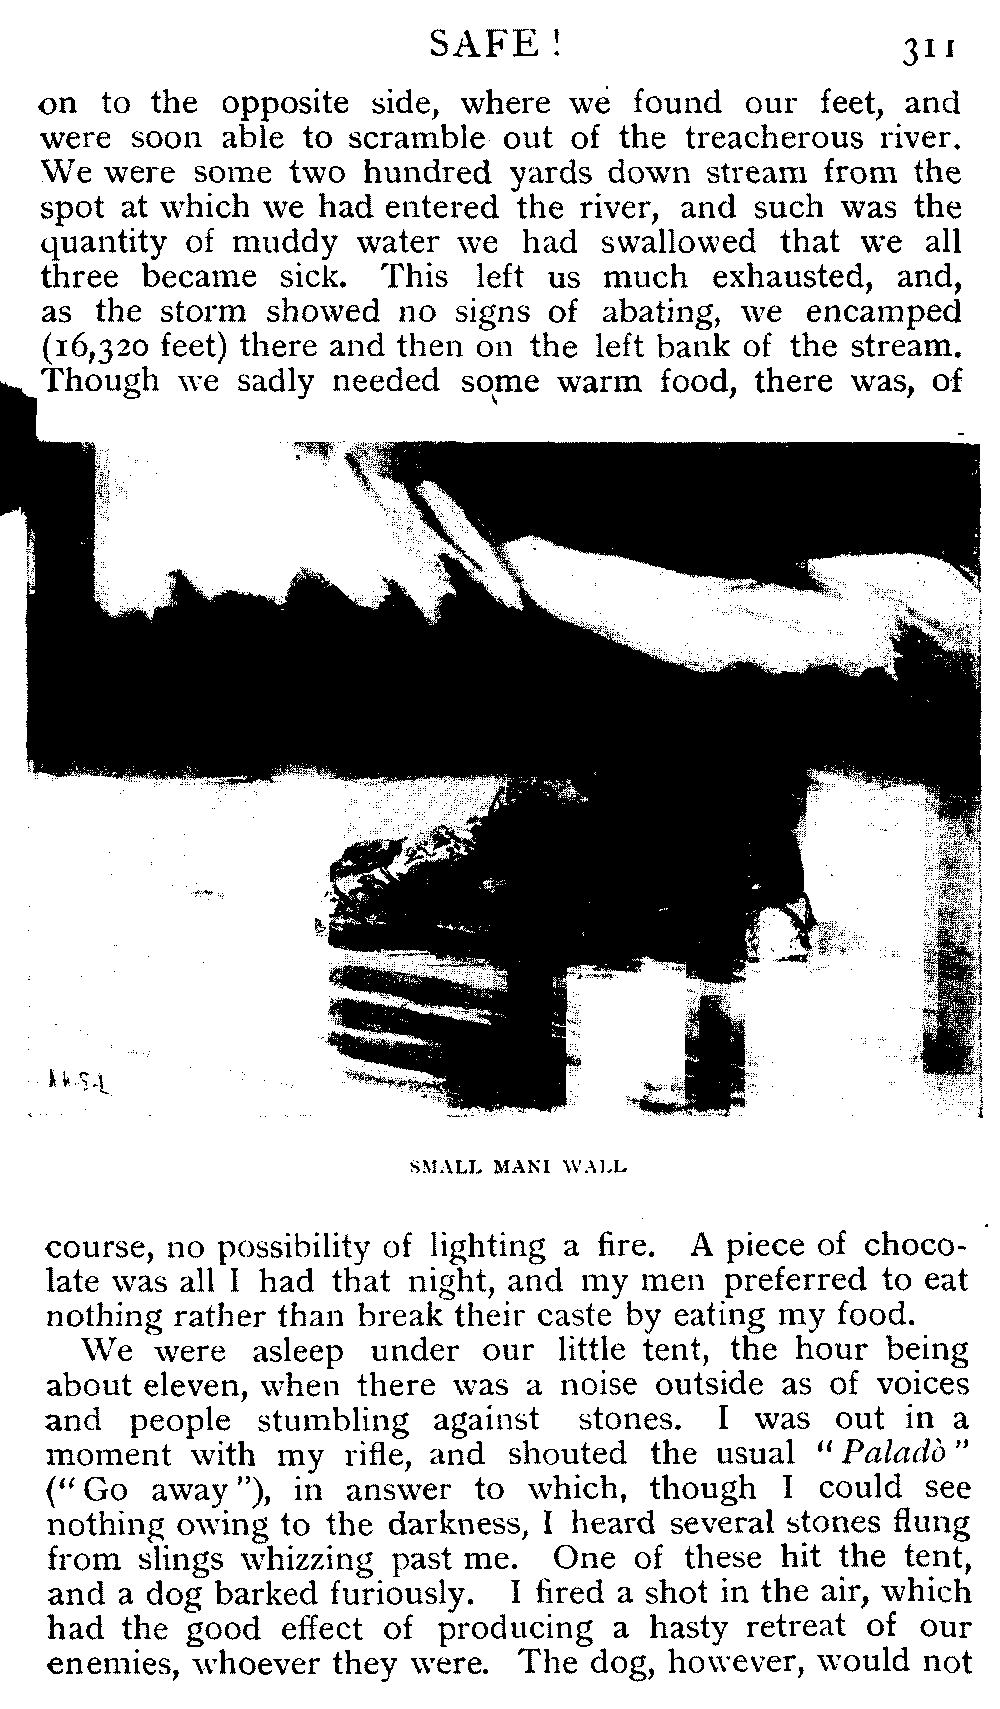 SAFE! 311
on to the opposite side, where we found our feet, and
were soon able to scramble out of the treacherous river.
We were some two hundred yards down stream from the
spot at which we had entered the river, and such was the
quantity of muddy water we had swallowed that we all
three became sick. This left us much exhausted, and,
as the storm showed no signs of abating, we encamped
(16,320 feet) there and then on the left bank of the stream.
Though we sadly needed some warm food, there was, of
SMALL MANI WALL
course, no possibility of lighting a fire. A piece of choco-
late was all I had that night, and my men preferred to eat
nothing rather than break their caste by eating my food.
We were asleep under our little tent, the hour being
about eleven, when there was a noise outside as of voices
and people stumbling against stones. I was out in a
moment with my rifle, and shouted the usual "Paladò"
("Go away"), in answer to which, though I could see
nothing owing to the darkness, I heard several stones flung
from slings whizzing past me. One of these hit the tent,
and a dog barked furiously. I fired a shot in the air, which
had the good effect of producing a hasty retreat of our
enemies, whoever they were. The dog, however, would not